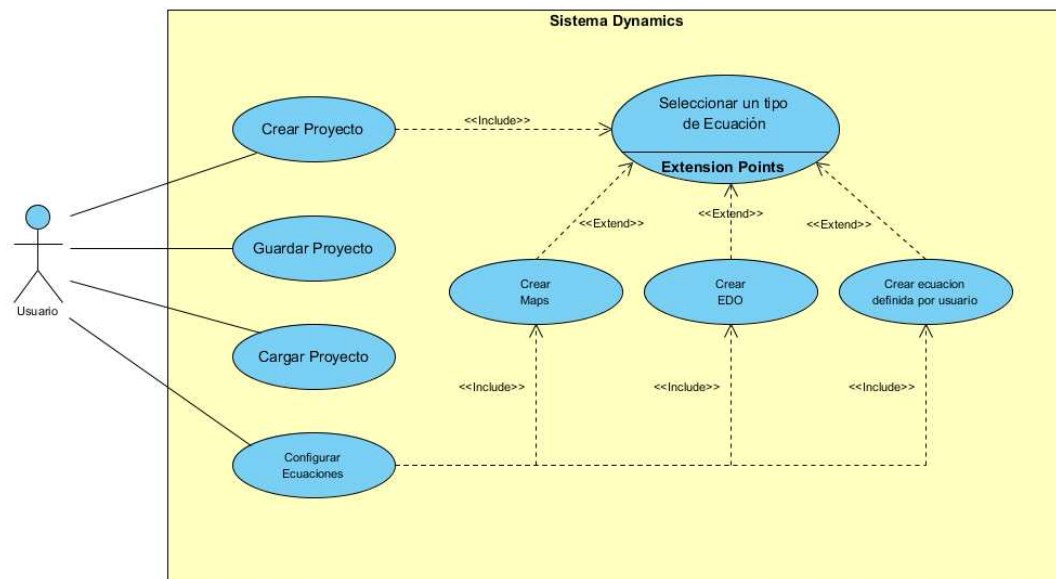 Sistema Dynamics
Seleccionar un tipo
de Ecuación
Extension Points
Crear Proyecto
<<Include>>
Guardar Proyecto
<<Extend>>
<<Extend>>
<<Extend>>
Usuario
Crear
Maps
Crear
EDO
Crear ecuacion
definida por usuario
Cargar Proyecto
<<Include>>
<<Include>>
<<Include>>
Configurar
Ecuaciones